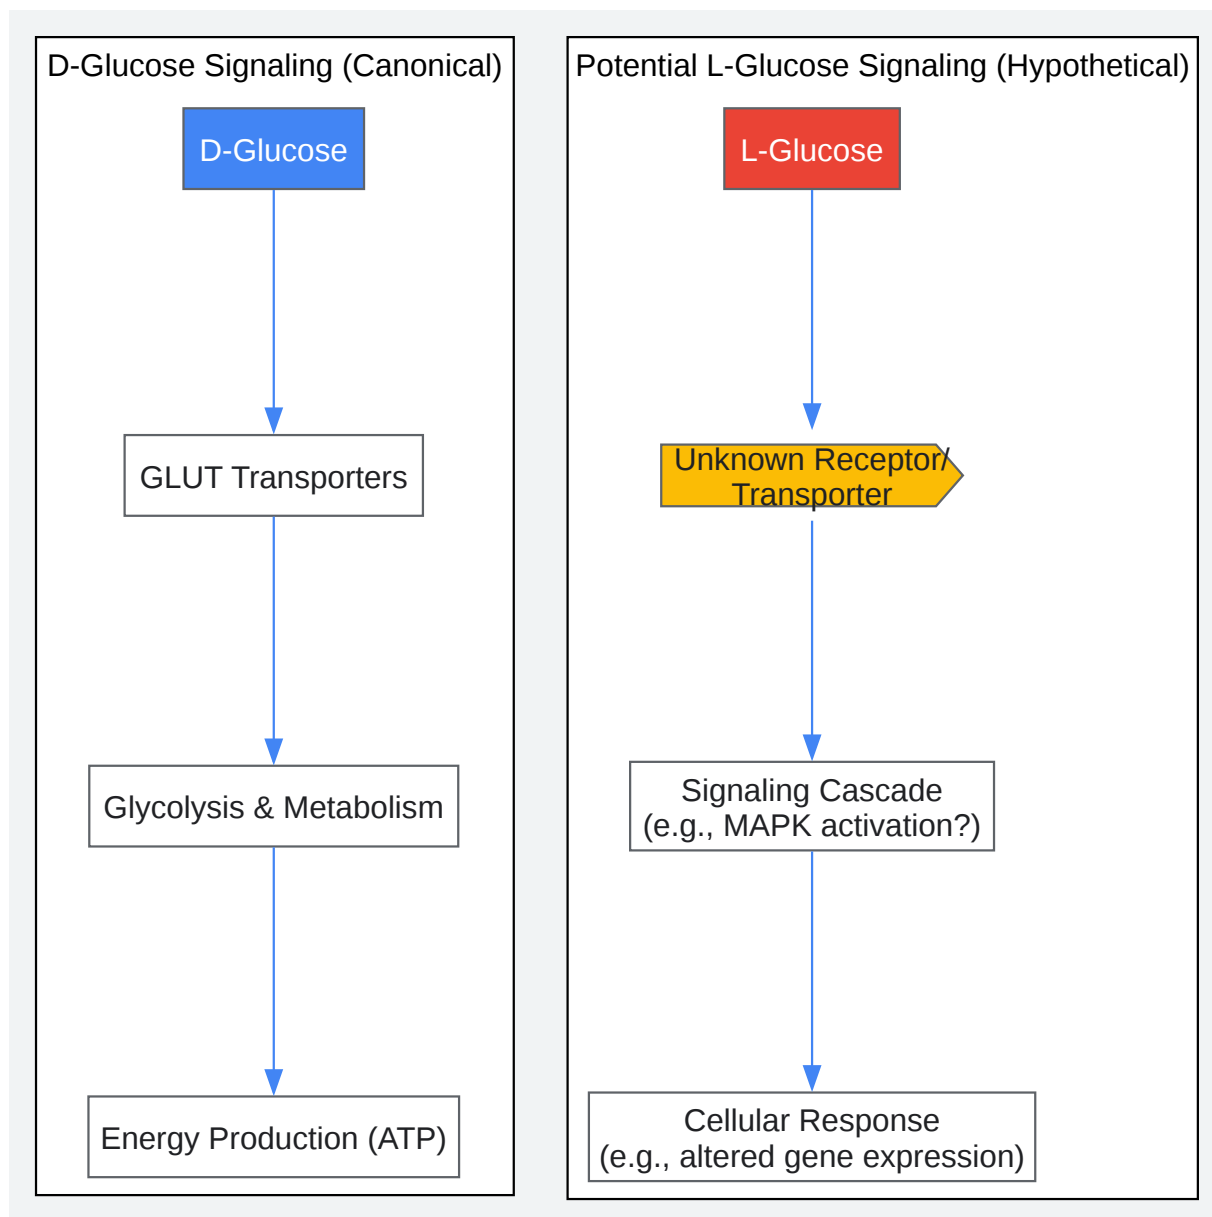 D-Glucose Signaling (Canonical)
D-Glucose
GLUT Transporters
Glycolysis & Metabolism
Energy Production (ATP)
Potential L-Glucose Signaling (Hypothetical)
L-Glucose
Unknown Receptor/
Transporter
Signaling Cascade
(e.g., MAPK activation?)
Cellular Response
(e.g., altered gene expression)